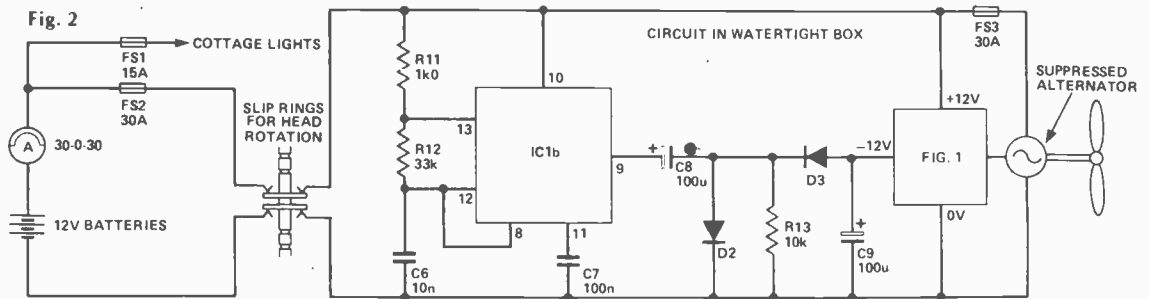 Fig. 2
COTTAGE LIGHTS
FS1
15A
FS2
30A
A
30-0-30
12V BATTERIES
SLIP RINGS
FOR HEAD
ROTATION
R11
1k0
R12
33k
C6
10n
13
12
10
IC1b
9
8
11
C7
100n
+
C8
100u
D2
R13
10k
D3
−12V
+
C9
100u
CIRCUIT IN WATERTIGHT BOX
FS3
30A
+12V
FIG. 1
0V
SUPPRESSED
ALTERNATOR